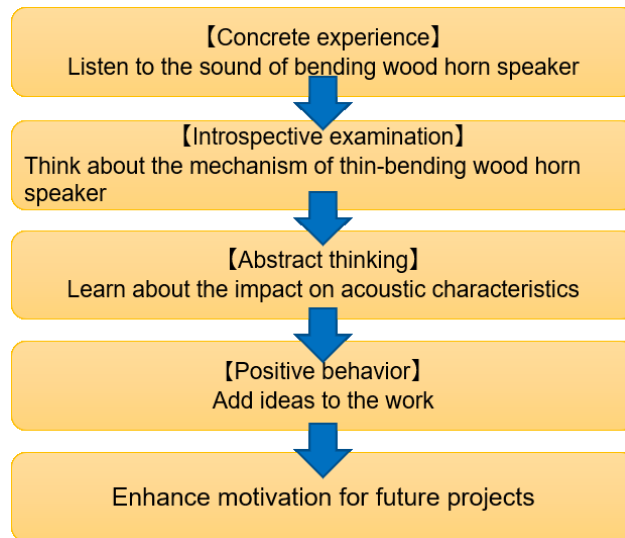 【Concrete experience】
Listen to the sound of bending wood horn speaker
【Introspective examination】
Think about the mechanism of thin-bending wood horn
speaker
【Abstract thinking】
Learn about the impact on acoustic characteristics
【Positive behavior】
Add ideas to the work
Enhance motivation for future projects